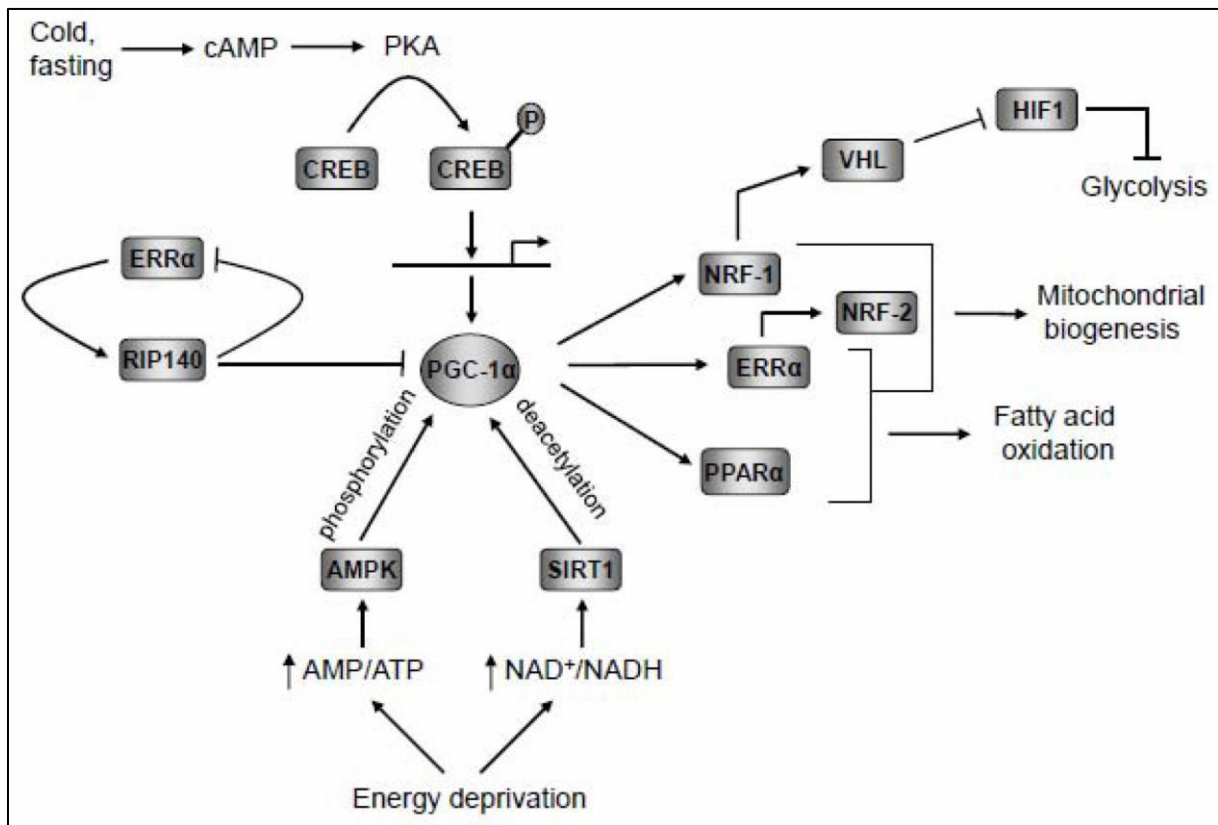 Cold,
fasting
cAMP
PKA
P
CREB
CREB
HIF1
VHL
Glycolysis
ERRα
NRF-1
NRF-2
Mitochondrial
biogenesis
RIP140
PGC-1α
ERRα
Fatty acid
oxidation
PPARα
phosphorylation
deacetylation
AMPK
SIRT1
AMP/ATP
NAD⁺/NADH
Energy deprivation